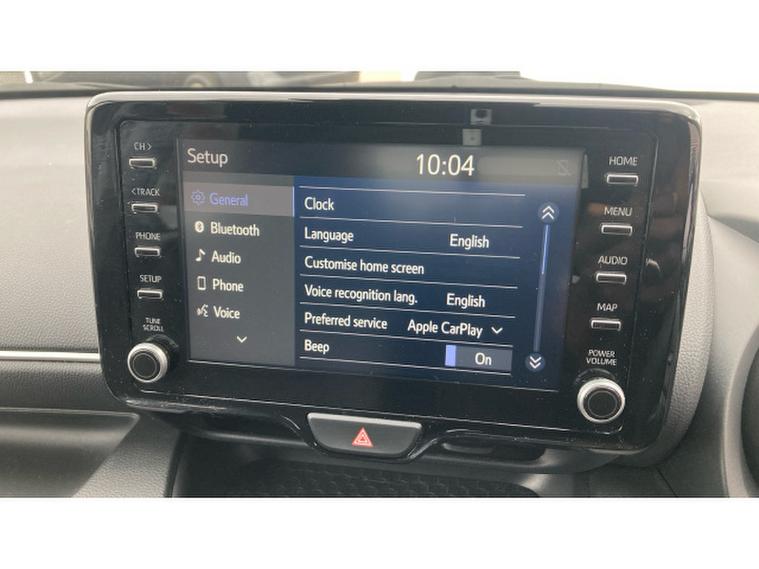 CH >
Setup
10:04
HOME
< TRACK
General
Clock
MENU
Bluetooth
Language English
PHONE
Audio
Customise home screen
AUDIO
SETUP
Phone
Voice recognition lang. English
MAP
Voice
Preferred service Apple CarPlay
TUNE
SCROLL
Beep On
POWER
VOLUME